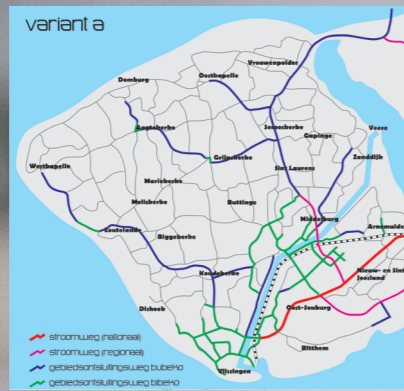 variant a
Vrouwenpolder
Domburg
Oostkapelle
Aagtekerke
Serooskerke
Gapinge
Veere
Grijpskerke
Zanddijk
Westkapelle
Sint Laurens
Mariekerke
Meliskerke
Buttinge
Middelburg
Zoutelande
Arnemuiden
Biggekerke
Koudekerke
Nieuw- en Sint
Joosland
Dishoek
Oost-Souburg
stroomweg (nationaal)
stroomweg (regionaal)
Ritthem
gebiedsontsluitingsweg bubeko
Vlissingen
gebiedsontsluitingsweg bibeko